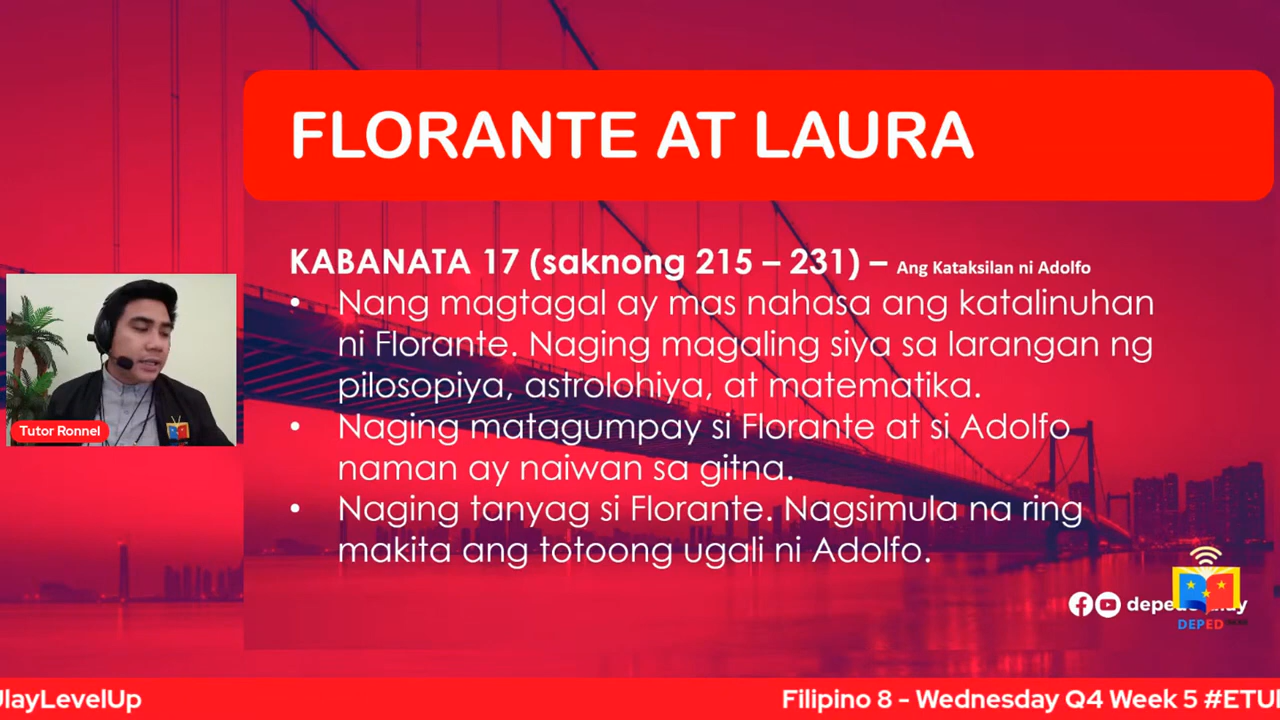 FLORANTE AT LAURA
KABANATA 17 (saknong 215 – 231) – Ang Kataksilan ni Adolfo
• Nang magtagal ay mas nahasa ang katalinuhan
ni Florante. Naging magaling siya sa larangan ng
pilosopiya, astrolohiya, at matematika.
• Naging matagumpay si Florante at si Adolfo
naman ay naiwan sa gitna.
• Naging tanyag si Florante. Nagsimula na ring
makita ang totoong ugali ni Adolfo.
Tutor Ronnel
DEPED
UlayLevelUp
Filipino 8 - Wednesday Q4 Week 5 #ETU